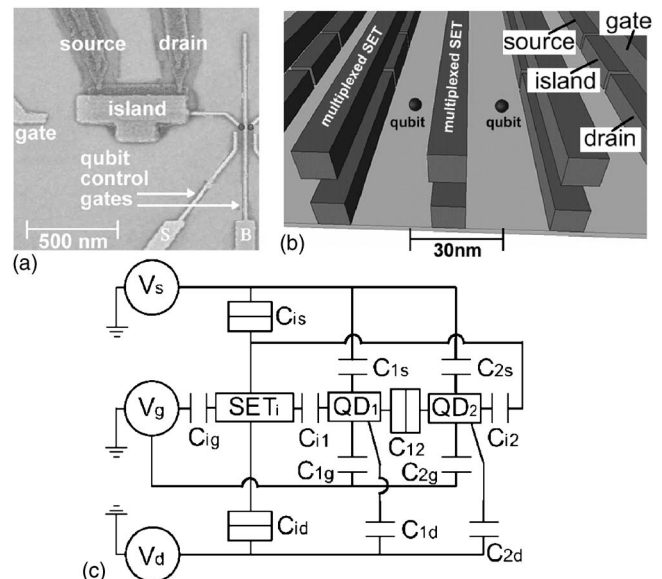 (a)
source
drain
island
gate
qubit
control
gates
500 nm
S
B
(b)
multiplexed SET
multiplexed SET
qubit
qubit
source
gate
island
drain
30nm
(c)
Vs
Cis
C1s
C2s
Vg
Cig
SETi
Ci1
QD1
C12
QD2
Ci2
C1g
C2g
Cid
C1d
C2d
Vd